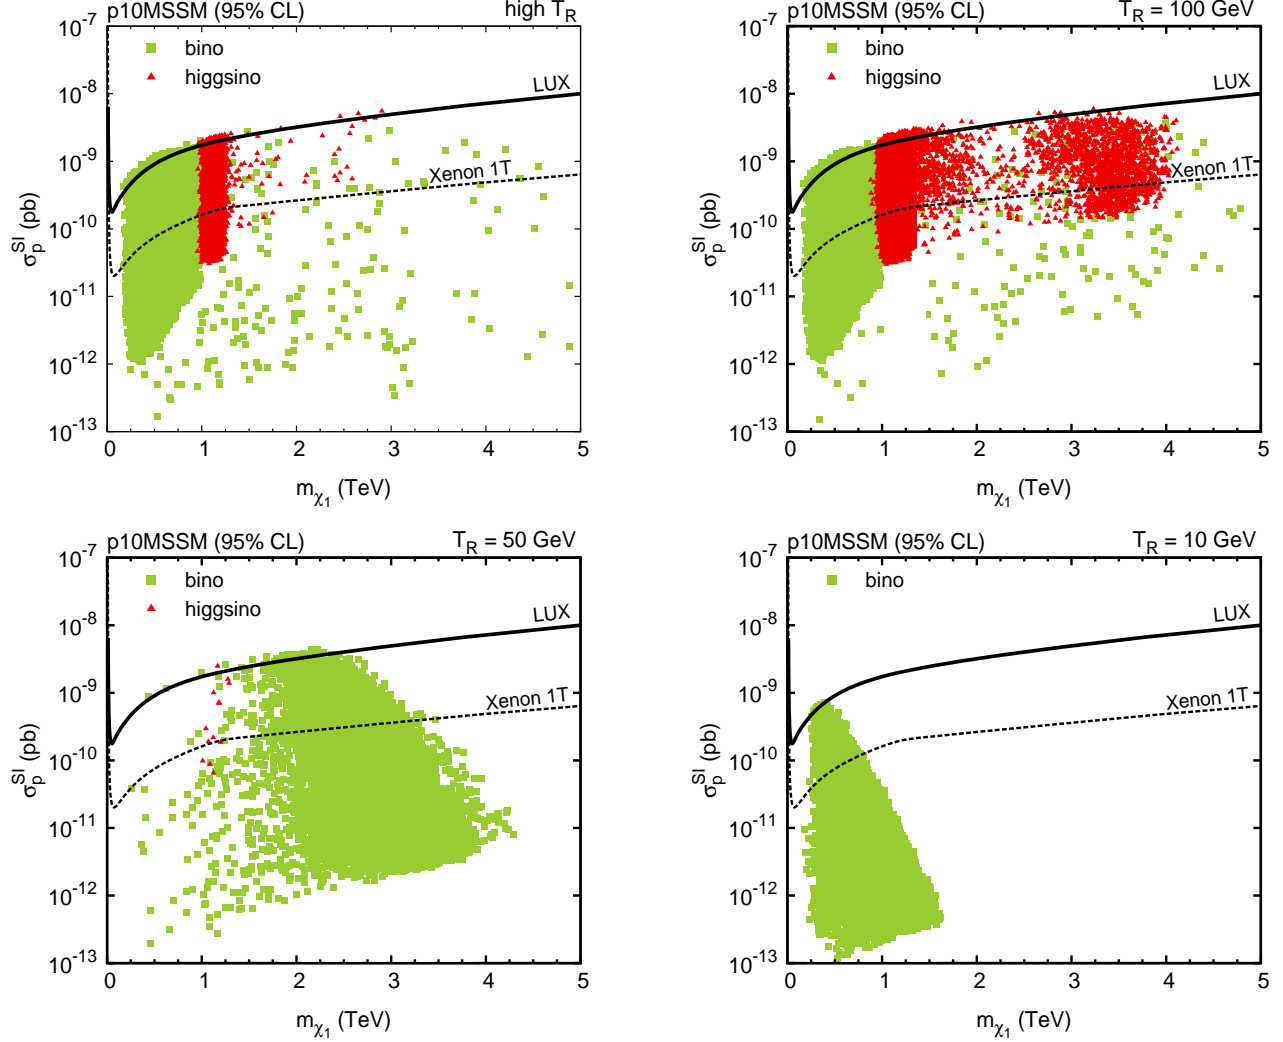 p10MSSM (95% CL) high T_R
bino
higgsino
LUX
Xenon 1T
10^-7
10^-8
10^-9
10^-10
10^-11
10^-12
10^-13
σ_p^SI (pb)
0 1 2 3 4 5
m_χ1 (TeV)
p10MSSM (95% CL) T_R = 100 GeV
bino
higgsino
LUX
Xenon 1T
10^-7
10^-8
10^-9
10^-10
10^-11
10^-12
10^-13
σ_p^SI (pb)
0 1 2 3 4 5
m_χ1 (TeV)
p10MSSM (95% CL) T_R = 50 GeV
bino
higgsino
LUX
Xenon 1T
10^-7
10^-8
10^-9
10^-10
10^-11
10^-12
10^-13
σ_p^SI (pb)
0 1 2 3 4 5
m_χ1 (TeV)
p10MSSM (95% CL) T_R = 10 GeV
bino
LUX
Xenon 1T
10^-7
10^-8
10^-9
10^-10
10^-11
10^-12
10^-13
σ_p^SI (pb)
0 1 2 3 4 5
m_χ1 (TeV)